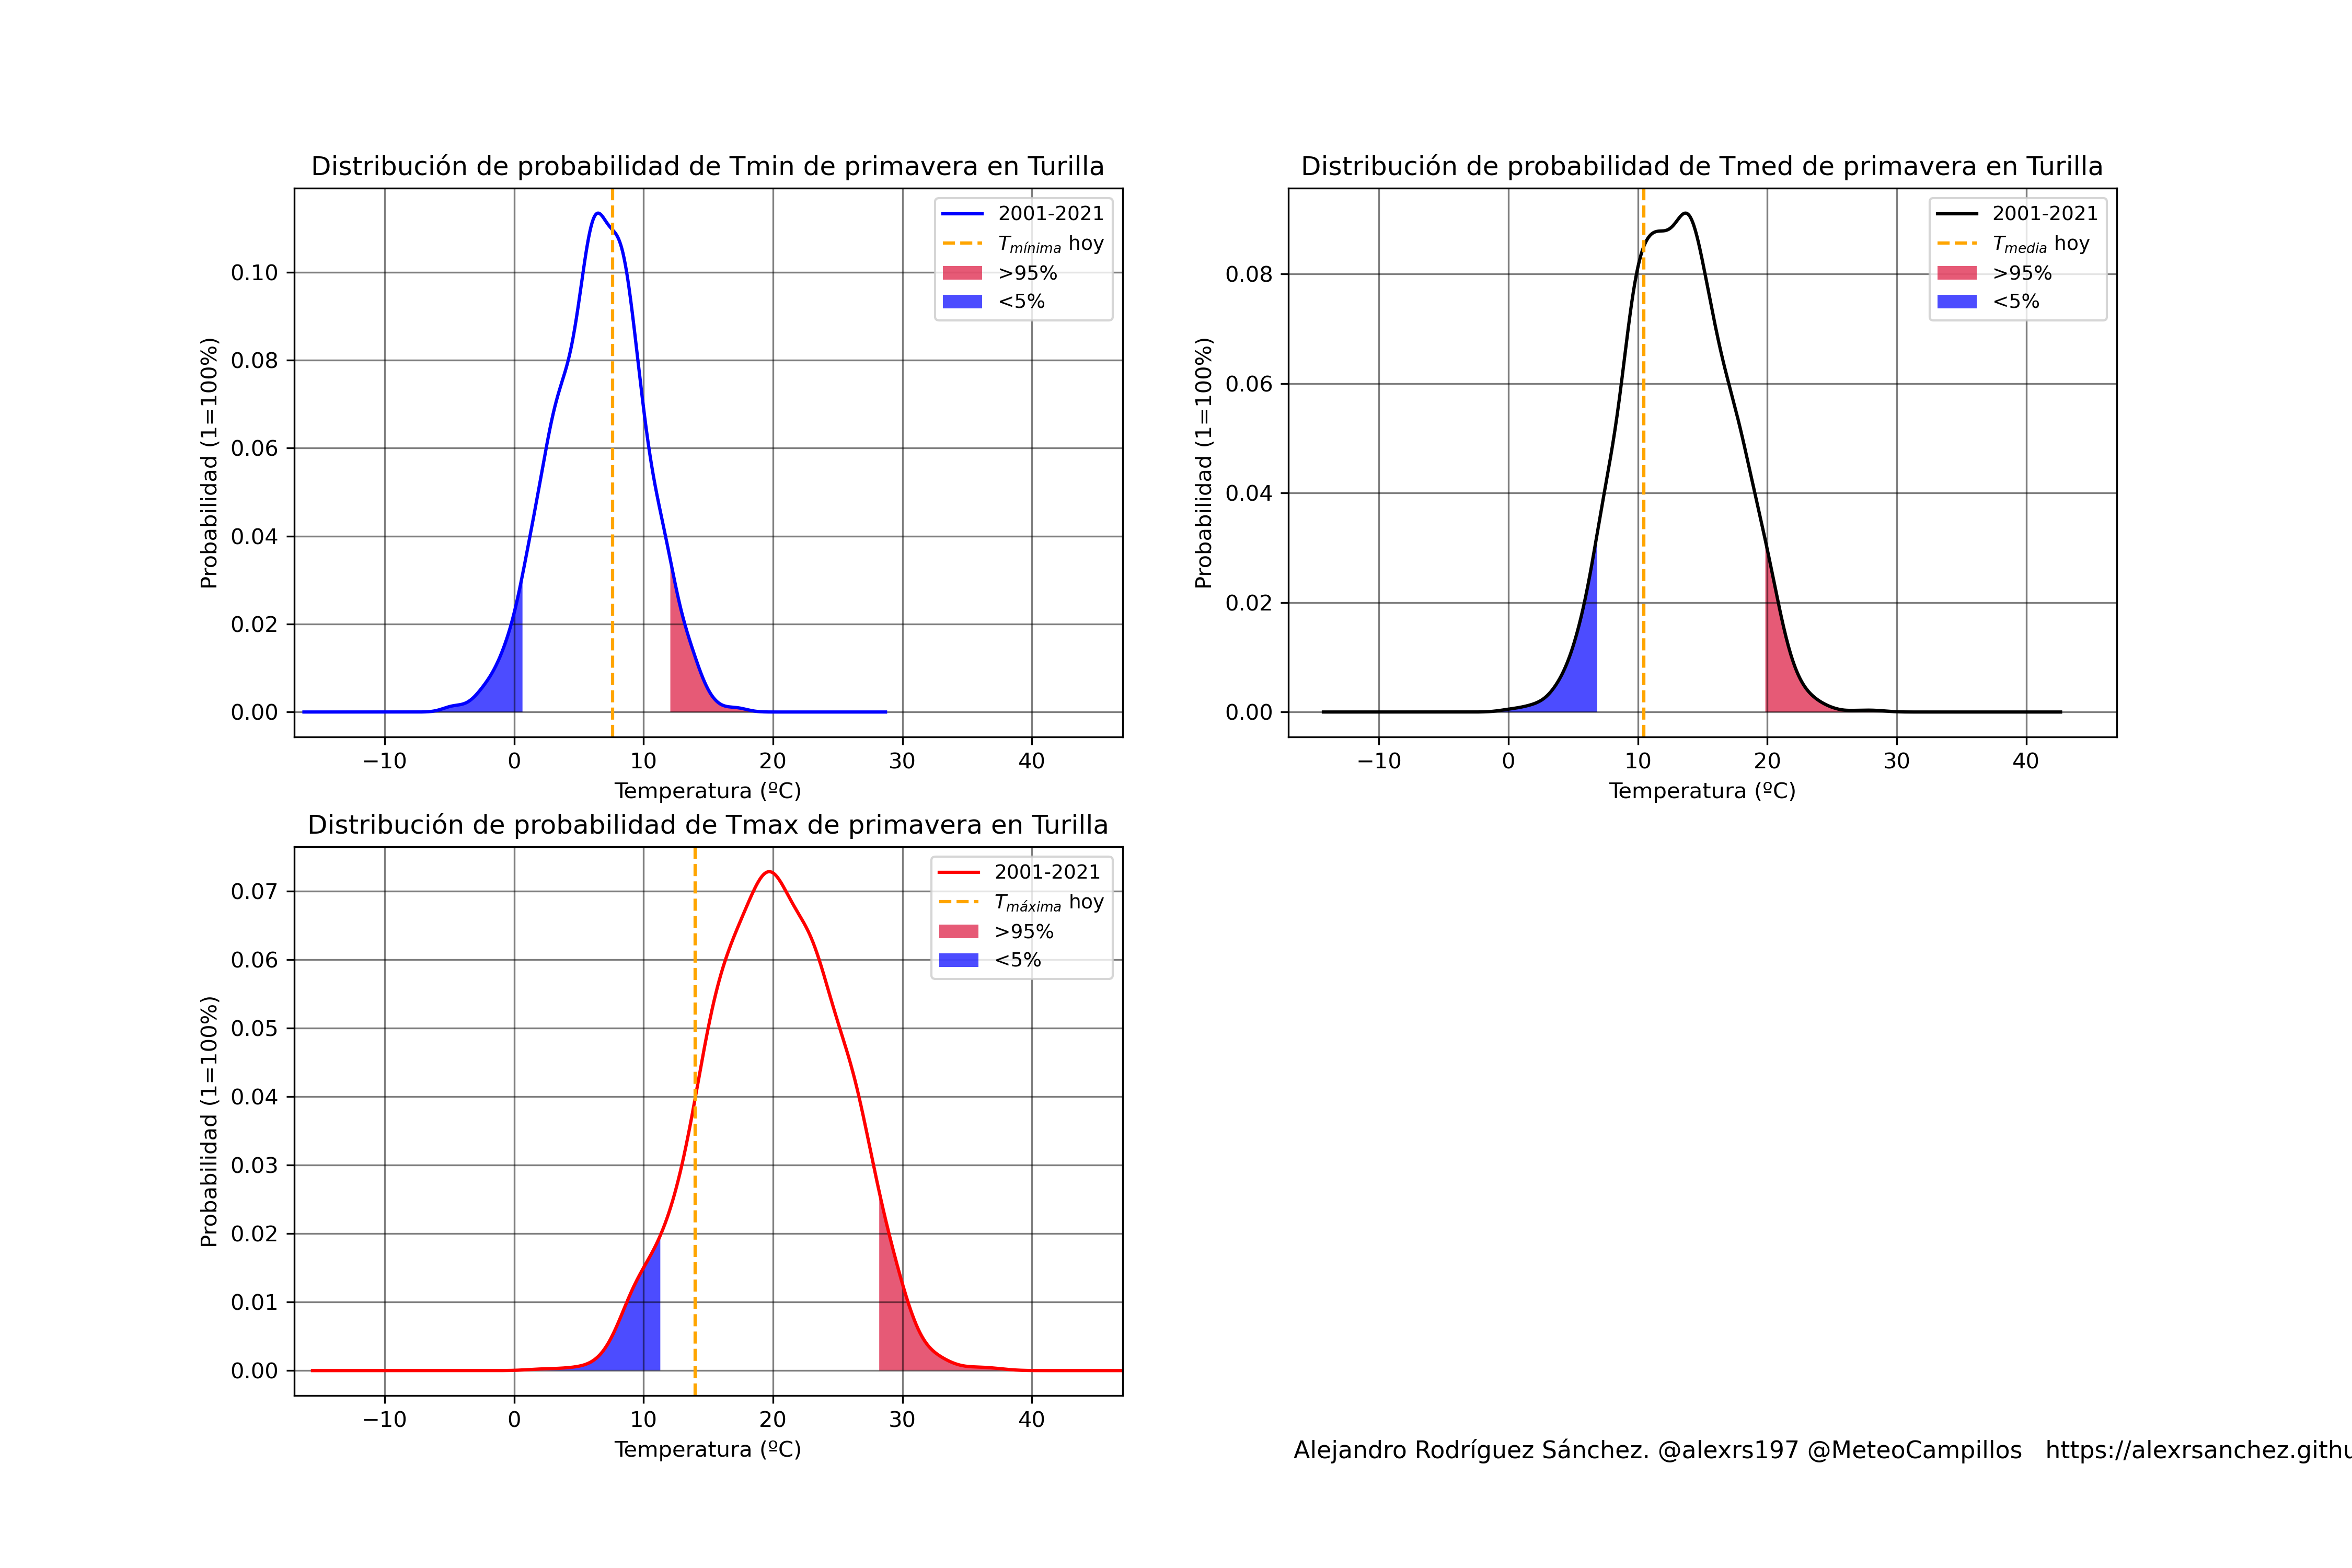 Distribución de probabilidad de Tmin de primavera en Turilla
Probabilidad (1=100%)
0.10
0.08
0.06
0.04
0.02
0.00
−10 0 10 20 30 40
Temperatura (ºC)
2001-2021
Tmínima hoy
>95%
<5%
Distribución de probabilidad de Tmed de primavera en Turilla
Probabilidad (1=100%)
0.08
0.06
0.04
0.02
0.00
−10 0 10 20 30 40
Temperatura (ºC)
2001-2021
Tmedia hoy
>95%
<5%
Distribución de probabilidad de Tmax de primavera en Turilla
Probabilidad (1=100%)
0.07
0.06
0.05
0.04
0.03
0.02
0.01
0.00
−10 0 10 20 30 40
Temperatura (ºC)
2001-2021
Tmáxima hoy
>95%
<5%
Alejandro Rodríguez Sánchez. @alexrs197 @MeteoCampillos https://alexrsanchez.githu